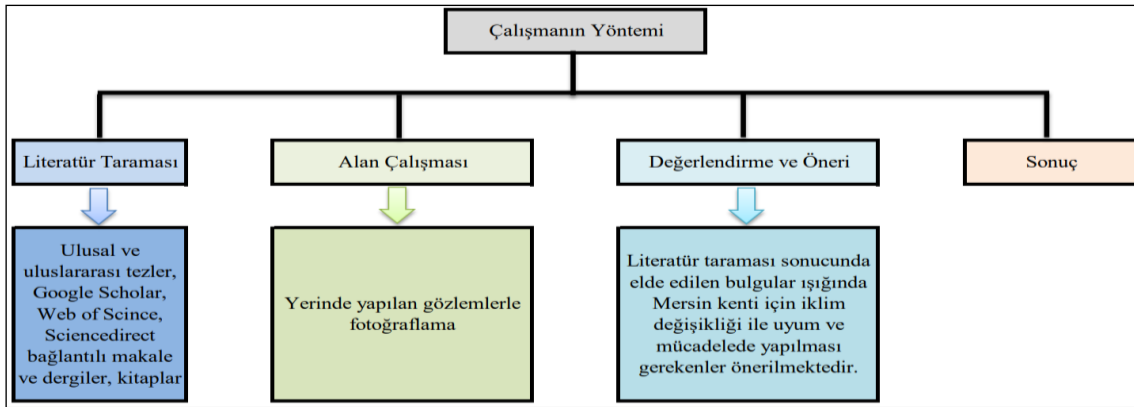 Çalışmanın Yöntemi
Literatür Taraması
Alan Çalışması
Değerlendirme ve Öneri
Sonuç
Ulusal ve
uluslararası tezler,
Google Scholar,
Web of Scince,
Sciencedirect
bağlantılı makale
ve dergiler, kitaplar
Yerinde yapılan gözlemlerle
fotoğraflama
Literatür taraması sonucunda
elde edilen bulgular ışığında
Mersin kenti için iklim
değişikliği ile uyum ve
mücadelede yapılması
gerekenler önerilmektedir.